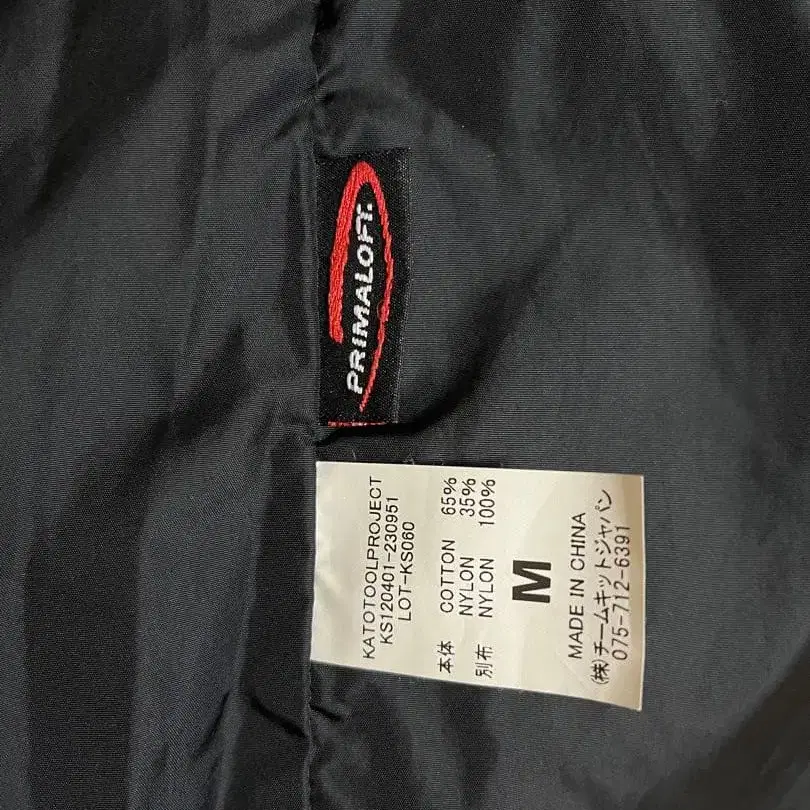 PRIMALOFT.
KATOTOOLPROJECT
KS120401-230951
LOT-KS060
本体 COTTON 65%
NYLON 35%
別布 NYLON 100%
M
MADE IN CHINA
(株)チームキットジャパン
075-712-6391